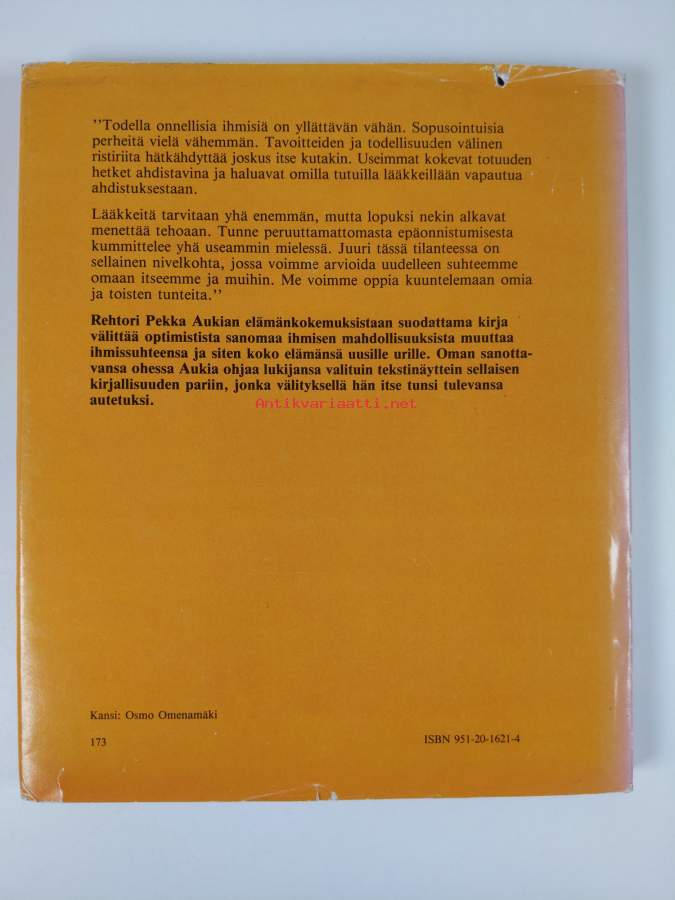 ''Todella onnellisia ihmisiä on yllättävän vähän. Sopusointuisia
perheitä vielä vähemmän. Tavoitteiden ja todellisuuden välinen
ristiriita hätkähdyttää joskus itse kutakin. Useimmat kokevat totuuden
hetket ahdistavina ja haluavat omilla tutuilla lääkkeillään vapautua
ahdistuksestaan.
Lääkkeitä tarvitaan yhä enemmän, mutta lopuksi nekin alkavat
menettää tehoaan. Tunne peruuttamattomasta epäonnistumisesta
kummittelee yhä useammin mielessä. Juuri tässä tilanteessa on
sellainen nivelkohta, jossa voimme arvioida uudelleen suhteemme
omaan itseemme ja muihin. Me voimme oppia kuuntelemaan omia
ja toisten tunteita.''
Rehtori Pekka Aukian elämänkokemuksistaan suodattama kirja
välittää optimistista sanomaa ihmisen mahdollisuuksista muuttaa
ihmissuhteensa ja siten koko elämänsä uusille urille. Oman sanotta-
vansa ohessa Aukia ohjaa lukijansa valituin tekstinäyttein sellaisen
kirjallisuuden pariin, jonka välityksellä hän itse tunsi tulevansa
autetuksi.
Antikvariaatti.net
Kansi: Osmo Omenamäki
173
ISBN 951-20-1621-4